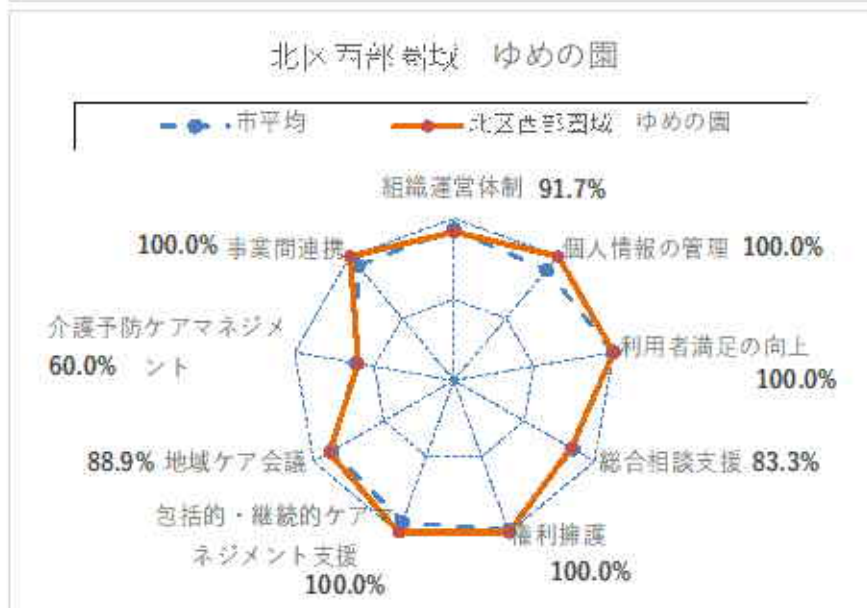 北区西部圏域　ゆめの園
市平均
北区西部圏域　ゆめの園
組織運営体制 91.7%
100.0% 事業間連携
個人情報の管理 100.0%
介護予防ケアマネジメ
60.0% ント
利用者満足の向上
100.0%
88.9% 地域ケア会議
総合相談支援 83.3%
包括的・継続的ケア
ネジメント支援
100.0%
権利擁護
100.0%